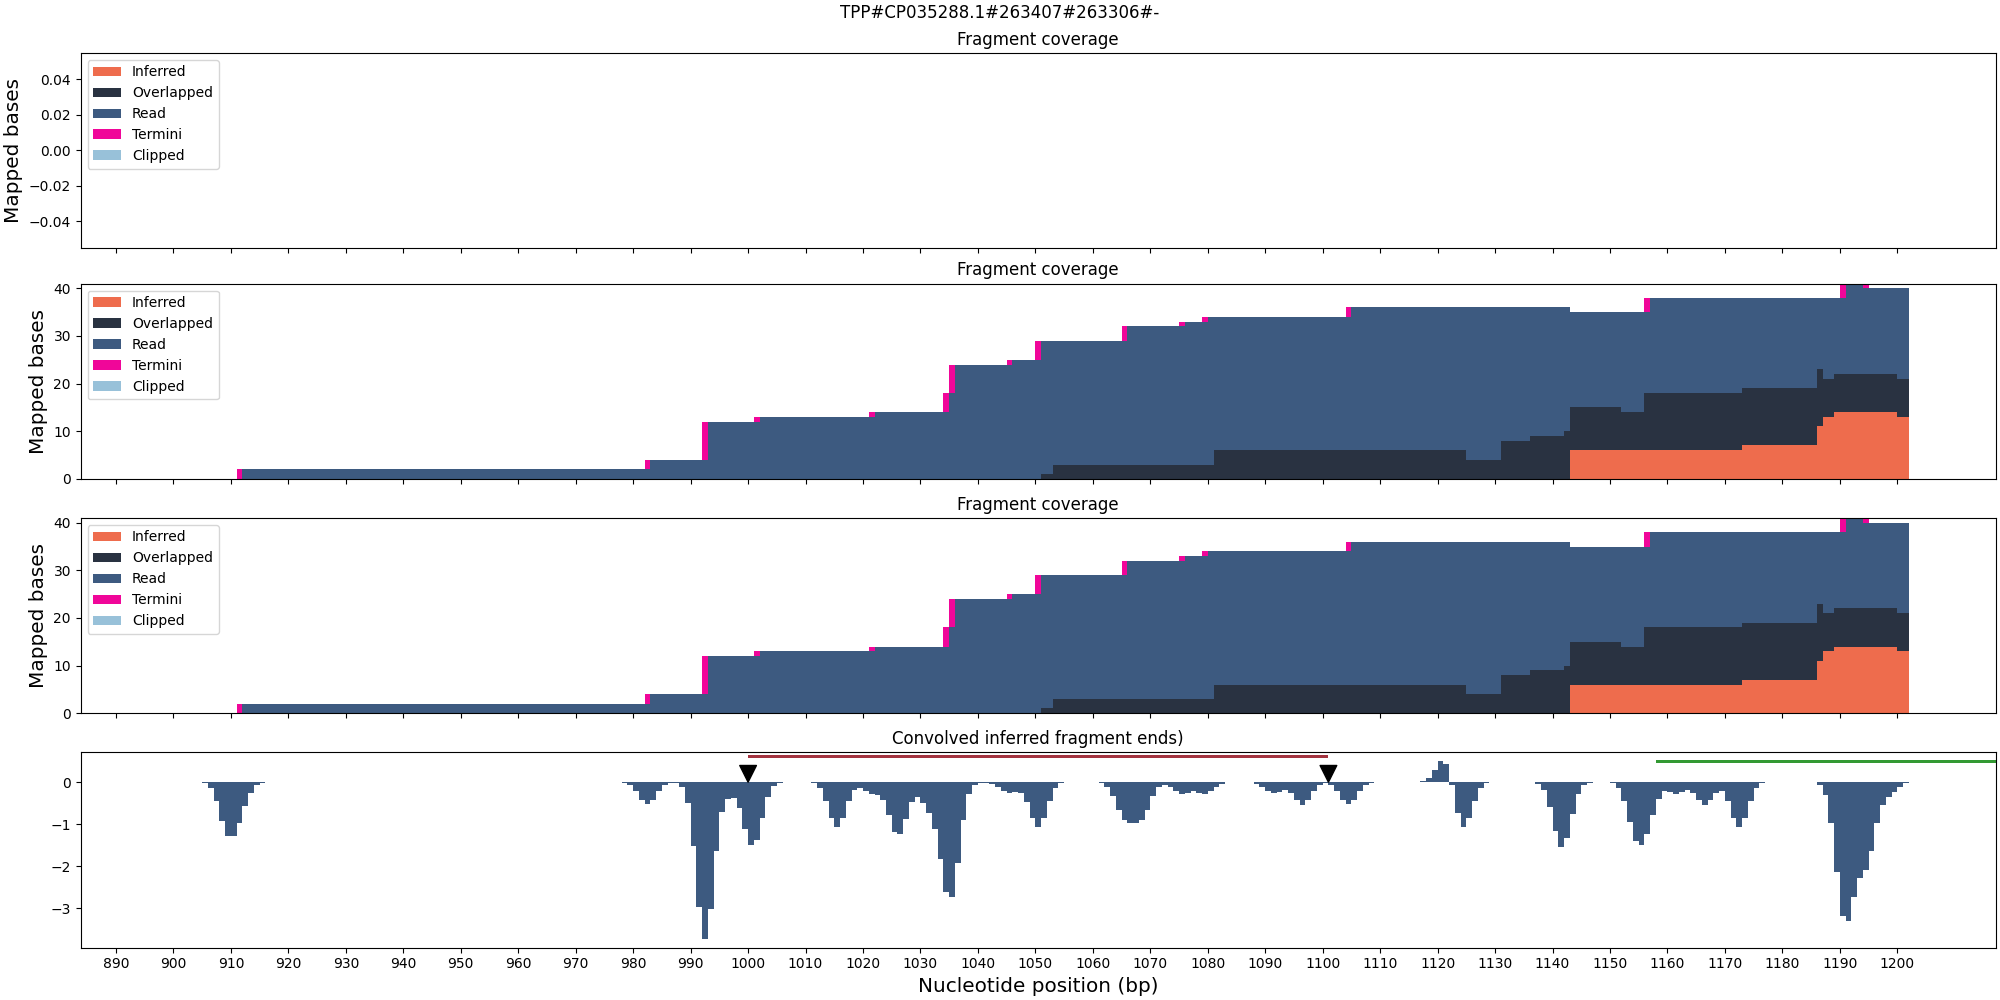 TPP#CP035288.1#263407#263306#-
Fragment coverage
Mapped bases
0.04
0.02
0.00
−0.02
−0.04
Inferred
Overlapped
Read
Termini
Clipped
Fragment coverage
Mapped bases
40
30
20
10
0
Inferred
Overlapped
Read
Termini
Clipped
Fragment coverage
Mapped bases
40
30
20
10
0
Inferred
Overlapped
Read
Termini
Clipped
Convolved inferred fragment ends)
0
−1
−2
−3
890 900 910 920 930 940 950 960 970 980 990 1000 1010 1020 1030 1040 1050 1060 1070 1080 1090 1100 1110 1120 1130 1140 1150 1160 1170 1180 1190 1200
Nucleotide position (bp)